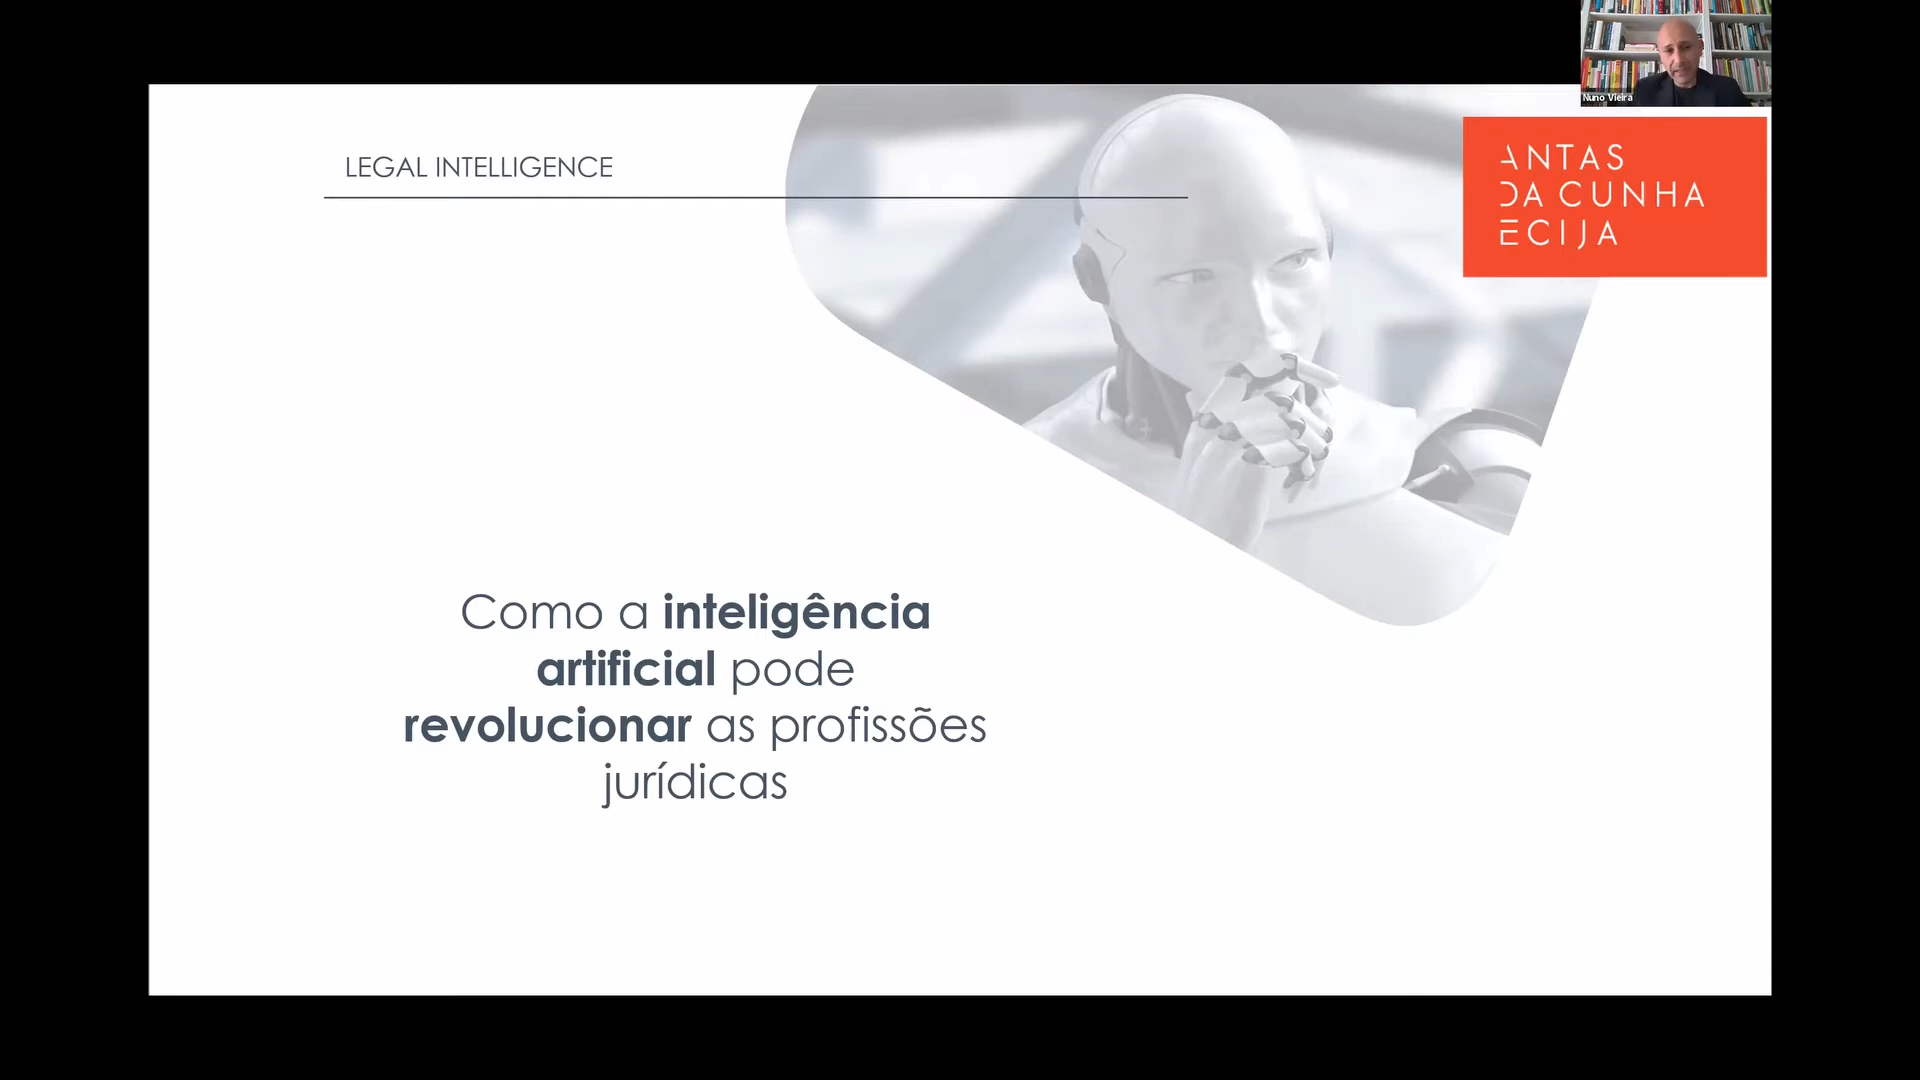 Nuno Vieira
LEGAL INTELLIGENCE
ANTAS
DA CUNHA
ECIJA
Como a inteligência
artificial pode
revolucionar as profissões
jurídicas